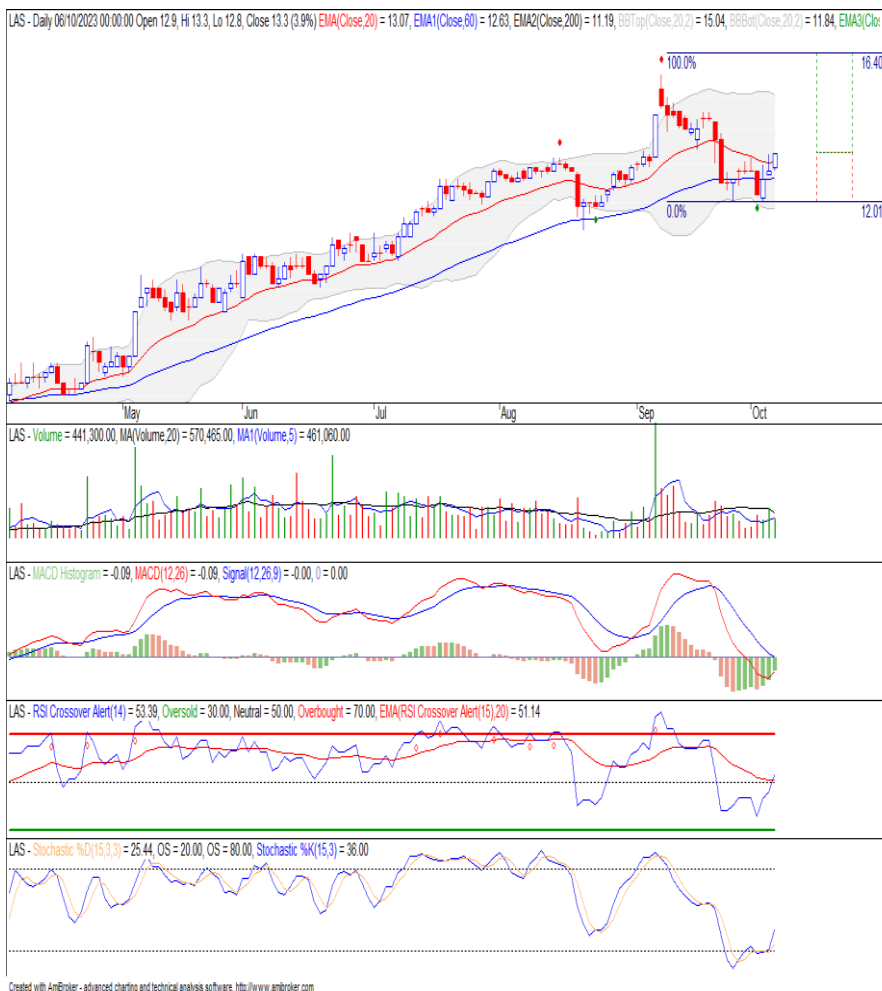 LAS - Daily 06/10/2023 00:00:00 Open 12.9, Hi 13.3, Lo 12.8, Close 13.3 (3.9%) EMA(Close,20) = 13.07, EMA1(Close,60) = 12.63, EMA2(Close,200) = 11.19, BBTop(Close,20,2) = 15.04, BBBot(Close,20,2) = 11.84, EMA3(Clos
100.0% 16.40
0.0% 12.01
May Jun Jul Aug Sep Oct
LAS - Volume = 441,300.00, MA(Volume,20) = 570,465.00, MA1(Volume,5) = 461,060.00
LAS - MACD Histogram = -0.09, MACD(12,26) = -0.09, Signal(12,26,9) = -0.00, 0 = 0.00
LAS - RSI Crossover Alert(14) = 53.39, Oversold = 30.00, Neutral = 50.00, Overbought = 70.00, EMA(RSI Crossover Alert(15),20) = 51.14
LAS - Stochastic %D(15,3,3) = 25.44, OS = 20.00, OS = 80.00, Stochastic %K(15,3) = 36.00
Created with AmiBroker - advanced charting and technical analysis software. http://www.amibroker.com